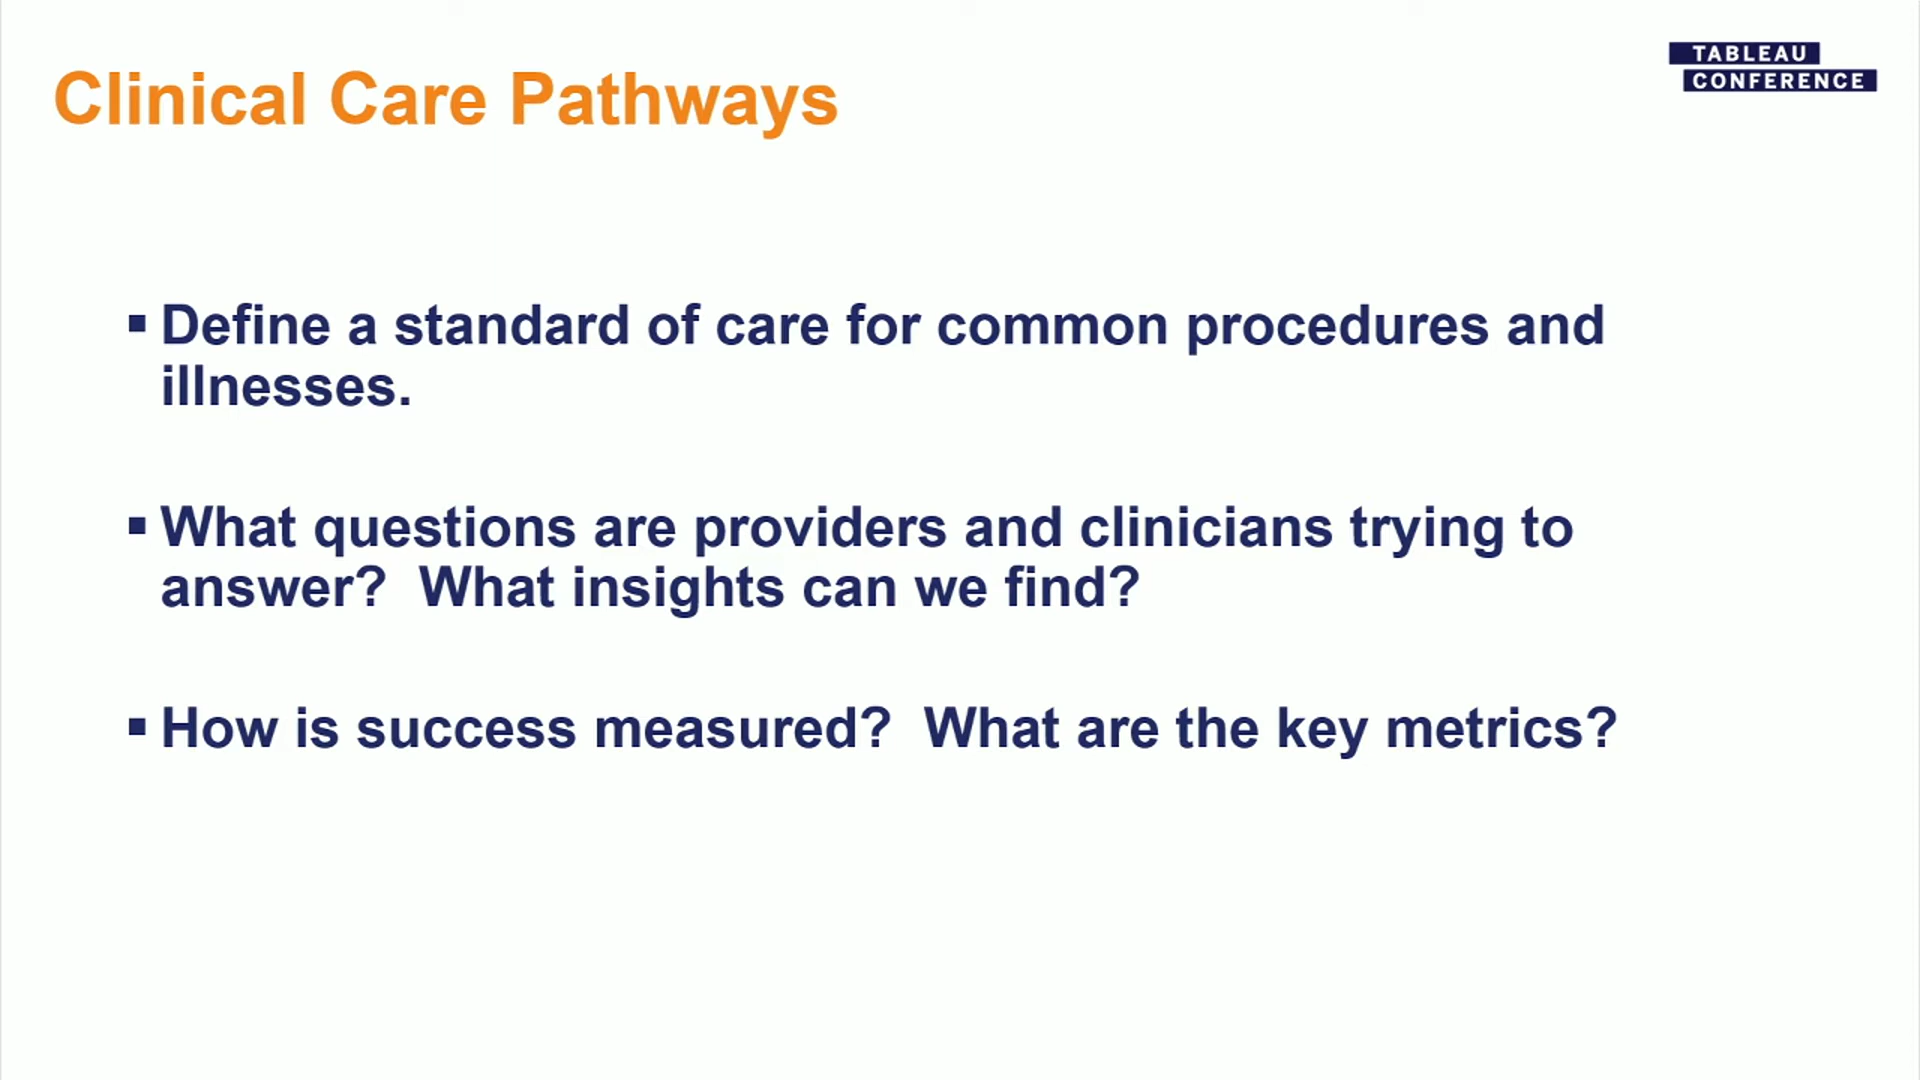 Clinical Care Pathways
TABLEAU
CONFERENCE
▪ Define a standard of care for common procedures and
illnesses.
▪ What questions are providers and clinicians trying to
answer?  What insights can we find?
▪ How is success measured?  What are the key metrics?